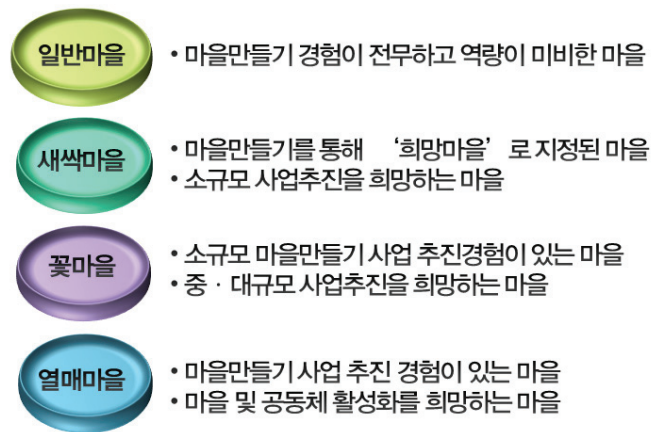 일반마을
• 마을만들기 경험이 전무하고 역량이 미비한 마을
새싹마을
• 마을만들기를 통해 ‘희망마을’ 로 지정된 마을
• 소규모 사업추진을 희망하는 마을
꽃마을
• 소규모 마을만들기 사업 추진경험이 있는 마을
• 중 · 대규모 사업추진을 희망하는 마을
열매마을
• 마을만들기 사업 추진 경험이 있는 마을
• 마을 및 공동체 활성화를 희망하는 마을